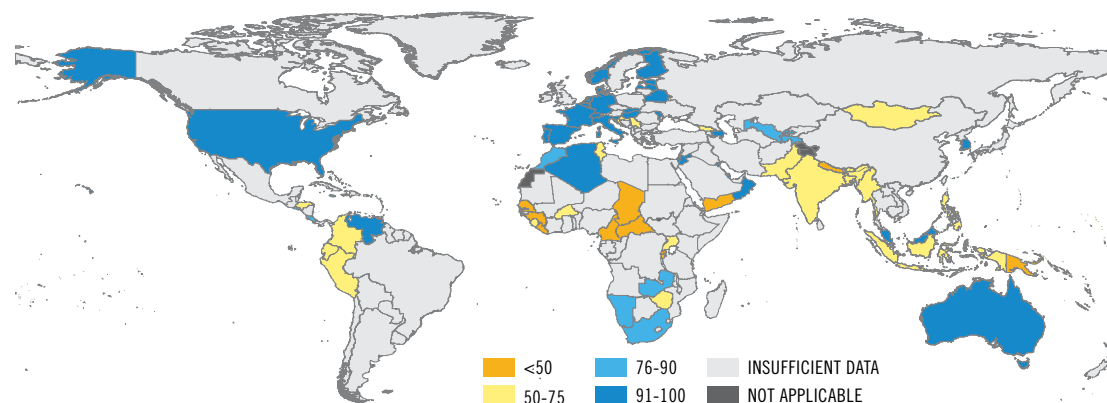 <50 76-90 INSUFFICIENT DATA
50-75 91-100 NOT APPLICABLE